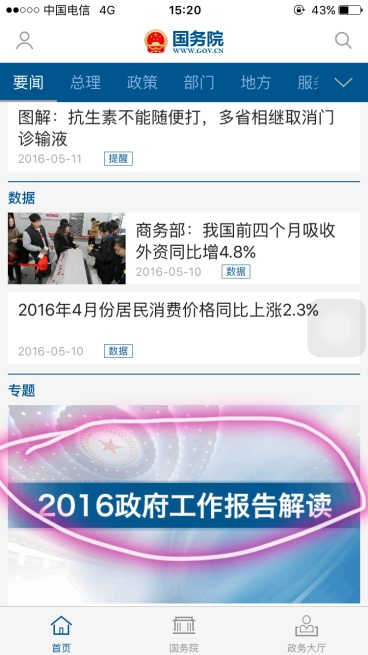 中国电信 4G 15:20 43%
国务院
WWW.GOV.CN
要闻 总理 政策 部门 地方 服务
图解：抗生素不能随便打，多省相继取消门
诊输液
2016-05-11 提醒
数据
商务部：我国前四个月吸收
外资同比增4.8%
2016-05-10 数据
2016年4月份居民消费价格同比上涨2.3%
2016-05-10 数据
专题
2016政府工作报告解读
首页 国务院 政务大厅